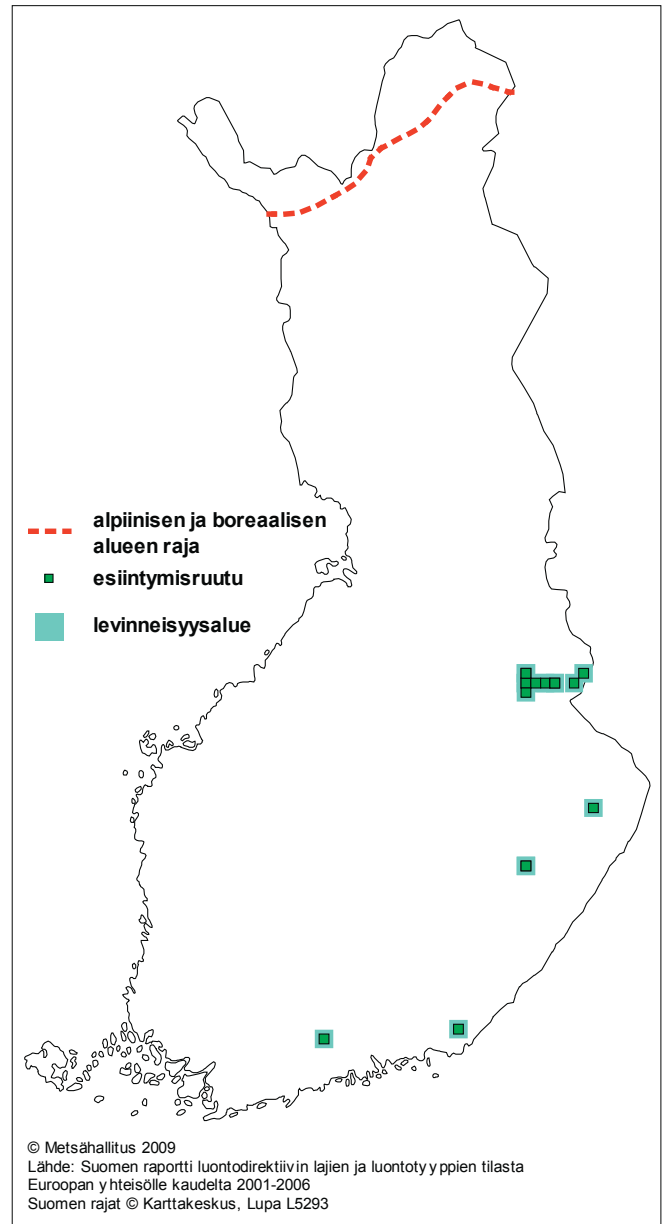 alpiinisen ja boreaalisen
alueen raja
esiintymisruutu
levinneisyysalue
© Metsähallitus 2009
Lähde: Suomen raportti luontodirektiivin lajien ja luontotyyppien tilasta
Euroopan yhteisölle kaudelta 2001-2006
Suomen rajat © Karttakeskus, Lupa L5293